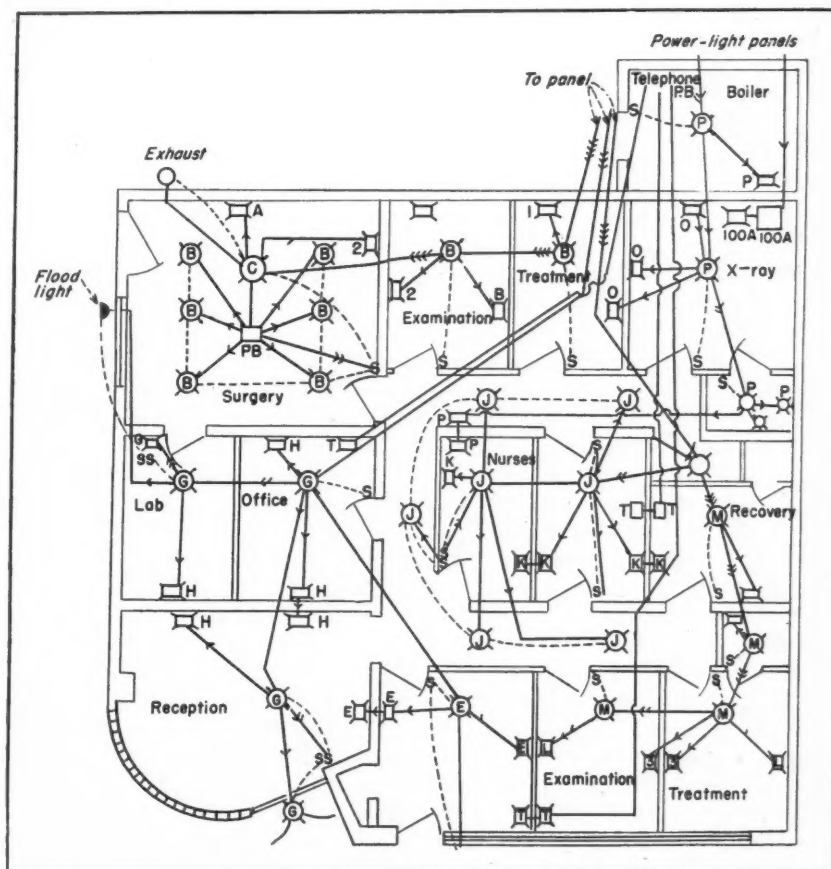 Power-light panels
To panel
Telephone
P.B.
Boiler
S
P
P
Exhaust
A
2
1
O
100A
100A
B
B
C
B
B
O
P
X-ray
Flood light
2
B
Treatment
O
Examination
B
B
PB
S
S
S
S
S
B
B
Surgery
J
J
P
P
P
S
H
T
P
S
SS
K
Nurses
G
G
J
J
Lab
Office
S
J
T
T
M
Recovery
S
K
K
K
K
S
S
H
H
H
H
J
J
M
S
S
S
S
Reception
G
E
E
E
M
M
SS
E
L
3
Examination
Treatment
G
T
T